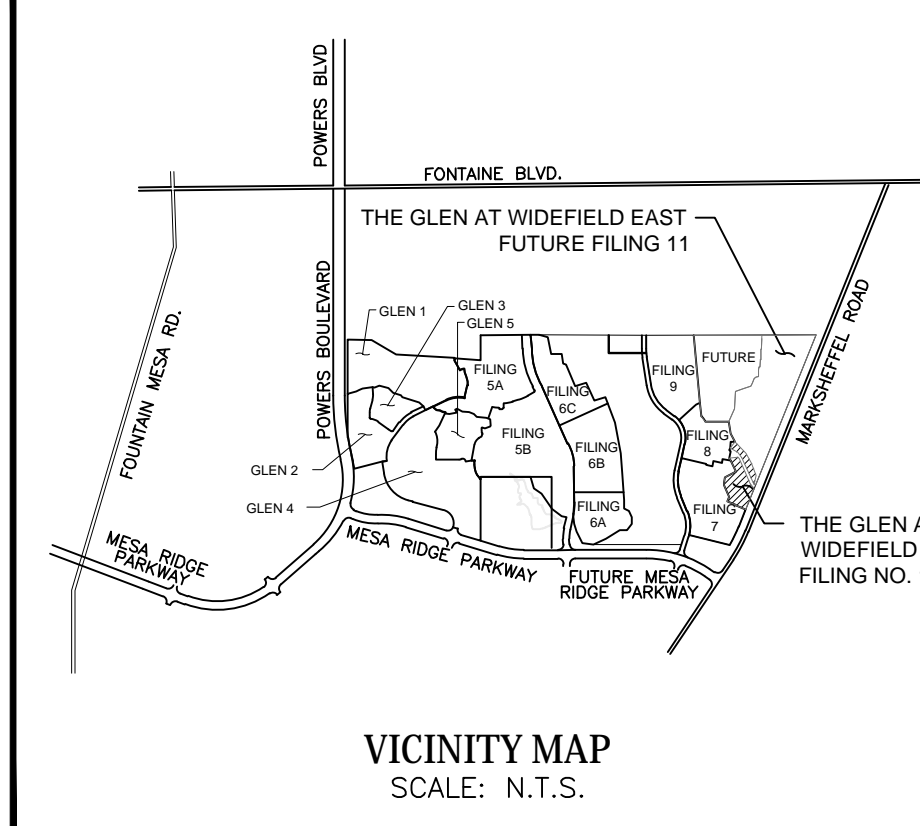 POWERS BLVD
FONTAINE BLVD.
THE GLEN AT WIDEFIELD EAST
FUTURE FILING 11
POWERS BOULEVARD
FOUNTAIN MESA RD.
MARKSHEFFEL ROAD
GLEN 1
GLEN 3
GLEN 5
FILING
5A
FILING
9
FUTURE
FILING
6C
FILING
5B
FILING
6B
FILING
8
GLEN 2
GLEN 4
FILING
6A
FILING
7
THE GLEN A
WIDEFIELD
FILING NO.
MESA RIDGE
PARKWAY
MESA RIDGE PARKWAY
FUTURE MESA
RIDGE PARKWAY
VICINITY MAP
SCALE: N.T.S.